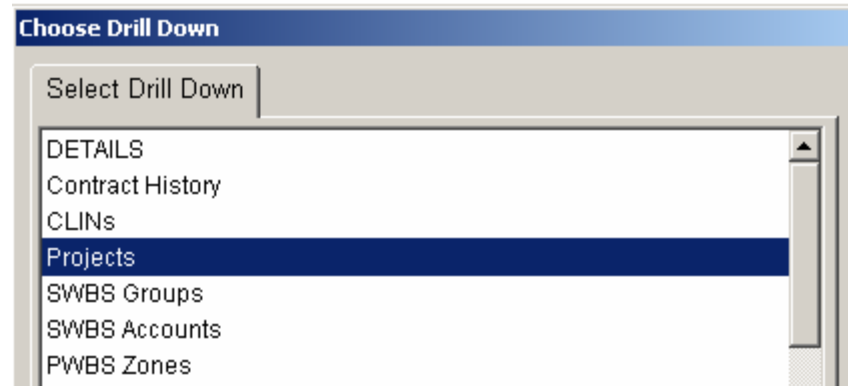 Choose Drill Down
Select Drill Down
DETAILS
Contract History
CLINs
Projects
SWBS Groups
SWBS Accounts
PWBS Zones